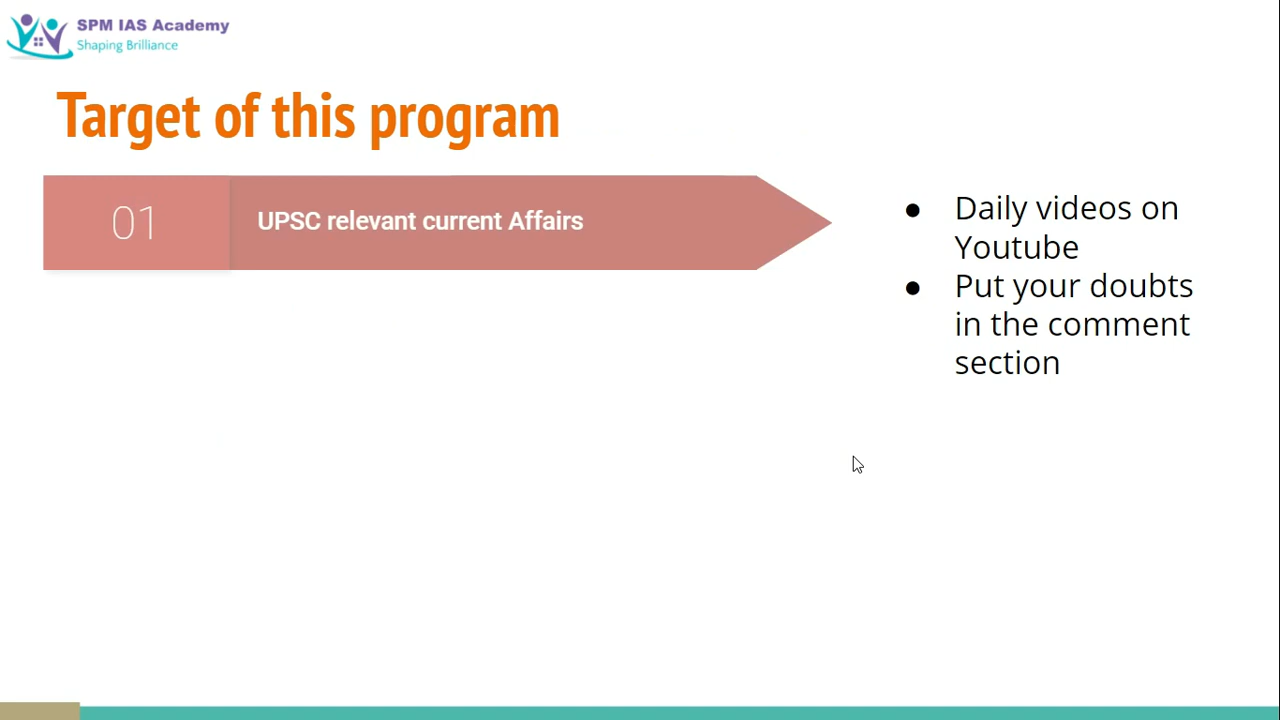 SPM IAS Academy
Shaping Brilliance
Target of this program
01
UPSC relevant current Affairs
● Daily videos on
Youtube
● Put your doubts
in the comment
section